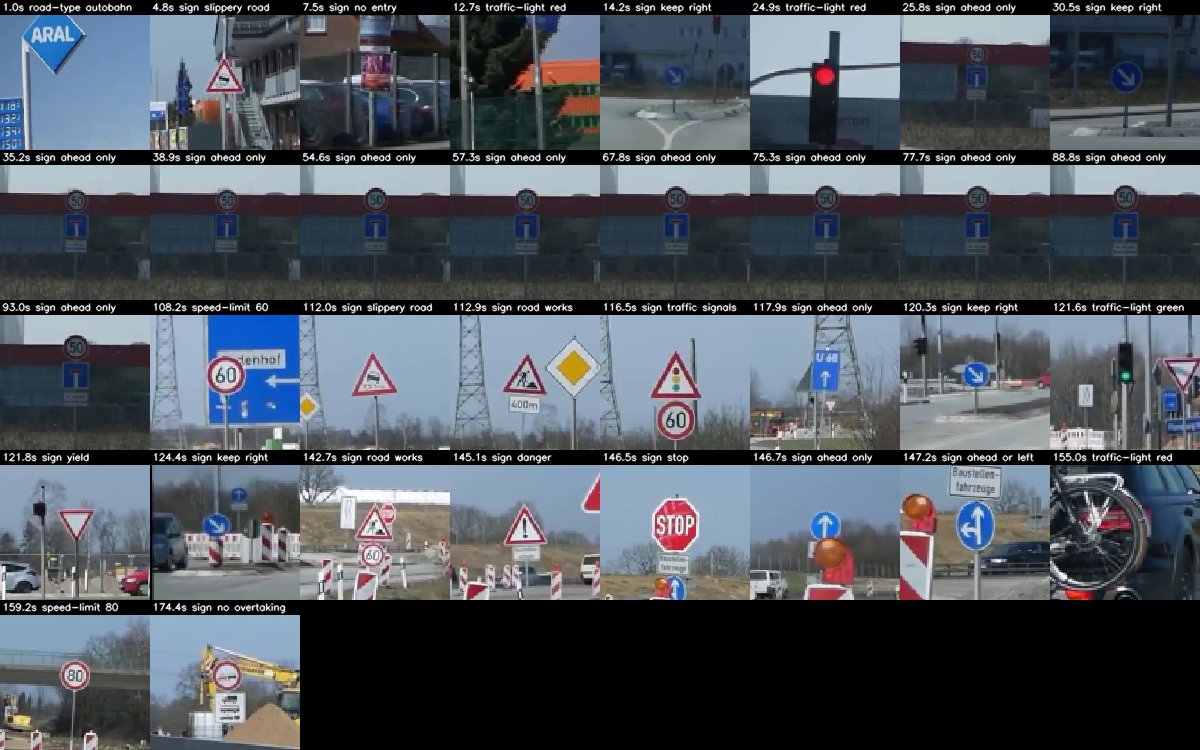 1.0s road-type autobahn
4.8s sign slippery road
7.5s sign no entry
12.7s traffic-light red
14.2s sign keep right
24.9s traffic-light red
25.8s sign ahead only
30.5s sign keep right
ARAL
50
35.2s sign ahead only
38.9s sign ahead only
54.6s sign ahead only
57.3s sign ahead only
67.8s sign ahead only
75.3s sign ahead only
77.7s sign ahead only
88.8s sign ahead only
50
50
50
50
50
50
50
50
93.0s sign ahead only
108.2s speed-limit 60
112.0s sign slippery road
112.9s sign road works
116.5s sign traffic signals
117.9s sign ahead only
120.3s sign keep right
121.6s traffic-light green
50
denhof
60
400m
60
U 68
121.8s sign yield
124.4s sign keep right
142.7s sign road works
145.1s sign danger
146.5s sign stop
146.7s sign ahead only
147.2s sign ahead or left
155.0s traffic-light red
60
STOP
Baustellen-
fahrzeuge
Baustellen-
fahrzeuge
159.2s speed-limit 80
174.4s sign no overtaking
80